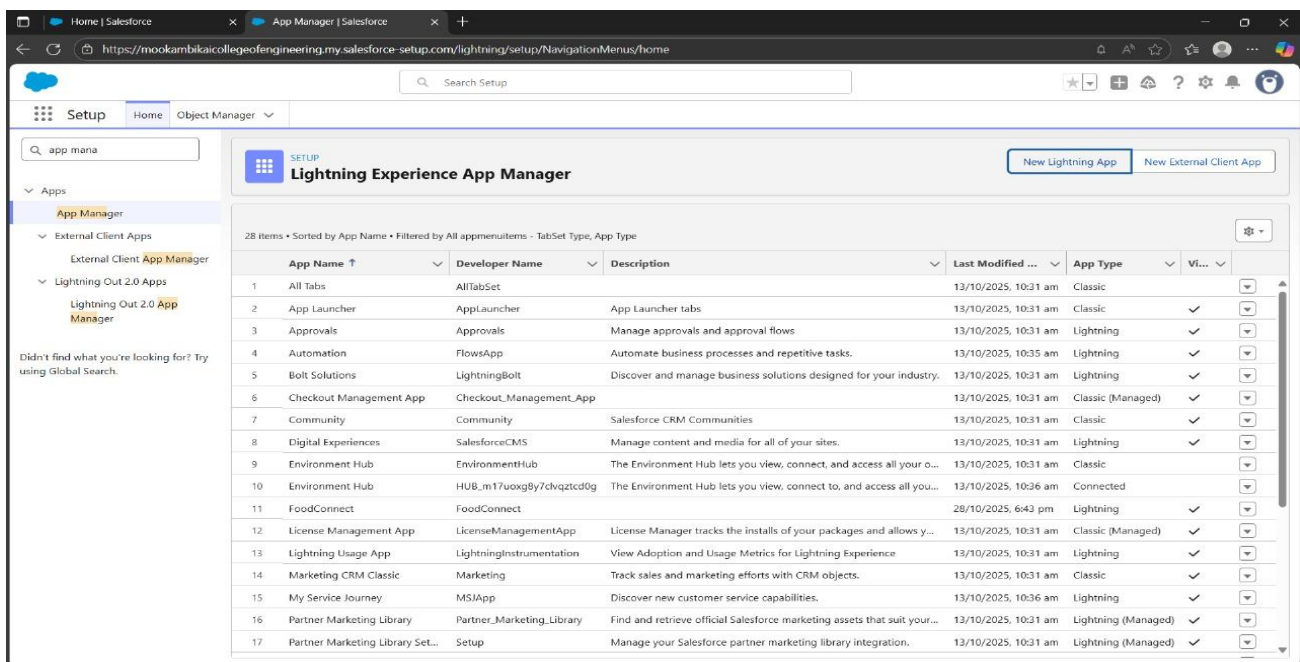 Home | Salesforce
App Manager | Salesforce
https://mookambikaicollegeofengineering.my.salesforce-setup.com/lightning/setup/NavigationMenus/home
Search Setup
Setup
Home
Object Manager
app mana
Apps
App Manager
External Client Apps
External Client App Manager
Lightning Out 2.0 Apps
Lightning Out 2.0 App
Manager
Didn't find what you're looking for? Try
using Global Search.
SETUP
Lightning Experience App Manager
New Lightning App
New External Client App
28 items • Sorted by App Name • Filtered by All appmenuitems - TabSet Type, App Type
App Name ↑ Developer Name Description Last Modified ... App Type Vi...
1 All Tabs AllTabSet 13/10/2025, 10:31 am Classic
2 App Launcher AppLauncher App Launcher tabs 13/10/2025, 10:31 am Classic
3 Approvals Approvals Manage approvals and approval flows 13/10/2025, 10:31 am Lightning
4 Automation FlowsApp Automate business processes and repetitive tasks. 13/10/2025, 10:35 am Lightning
5 Bolt Solutions LightningBolt Discover and manage business solutions designed for your industry. 13/10/2025, 10:31 am Lightning
6 Checkout Management App Checkout_Management_App 13/10/2025, 10:31 am Classic (Managed)
7 Community Community Salesforce CRM Communities 13/10/2025, 10:31 am Classic
8 Digital Experiences SalesforceCMS Manage content and media for all of your sites. 13/10/2025, 10:31 am Lightning
9 Environment Hub EnvironmentHub The Environment Hub lets you view, connect, and access all your o... 13/10/2025, 10:31 am Classic
10 Environment Hub HUB_m17uoxg8y7clvqztcd0g The Environment Hub lets you view, connect to, and access all you... 13/10/2025, 10:36 am Connected
11 FoodConnect FoodConnect 28/10/2025, 6:43 pm Lightning
12 License Management App LicenseManagementApp License Manager tracks the installs of your packages and allows y... 13/10/2025, 10:31 am Classic (Managed)
13 Lightning Usage App LightningInstrumentation View Adoption and Usage Metrics for Lightning Experience 13/10/2025, 10:31 am Lightning
14 Marketing CRM Classic Marketing Track sales and marketing efforts with CRM objects. 13/10/2025, 10:31 am Classic
15 My Service Journey MSJApp Discover new customer service capabilities. 13/10/2025, 10:36 am Lightning
16 Partner Marketing Library Partner_Marketing_Library Find and retrieve official Salesforce marketing assets that suit your... 13/10/2025, 10:31 am Lightning (Managed)
17 Partner Marketing Library Set... Setup Manage your Salesforce partner marketing library integration. 13/10/2025, 10:31 am Lightning (Managed)